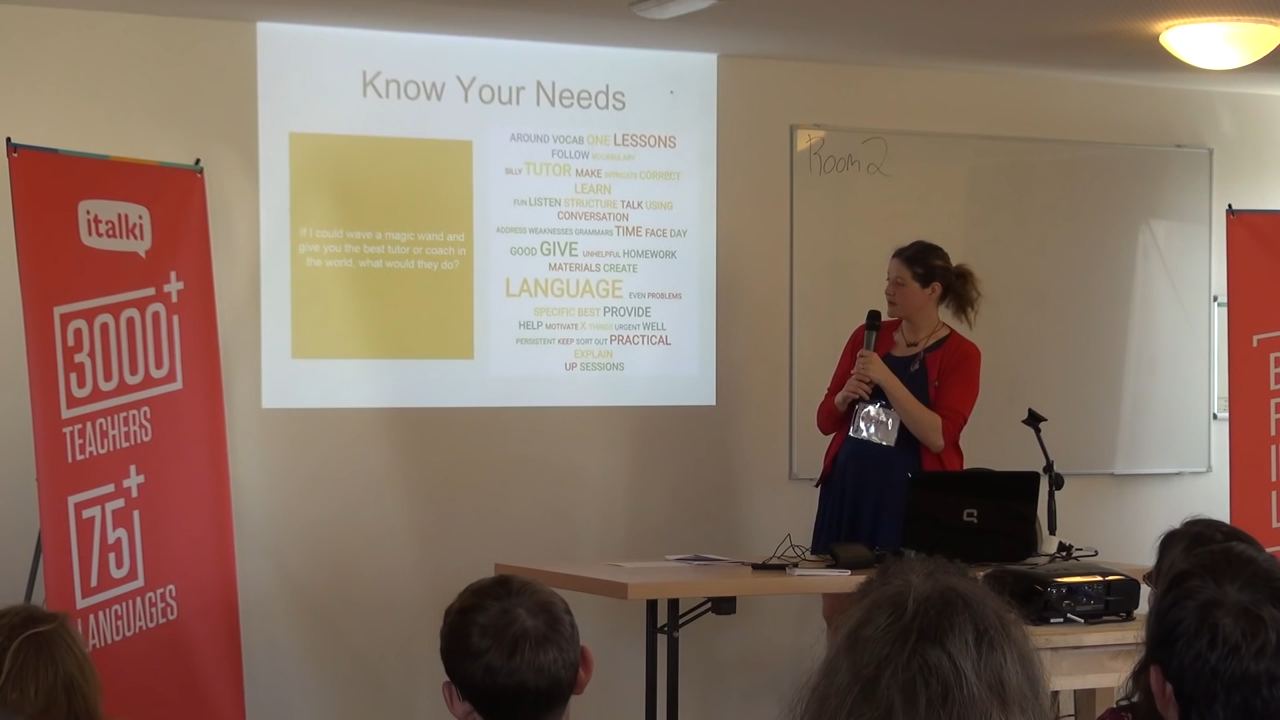 italki
3000+
TEACHERS
75+
LANGUAGES
Know Your Needs
If I could wave a magic wand and
give you the best tutor or coach in
the world, what would they do?
AROUND VOCAB ONE LESSONS
FOLLOW VOCABULARY
SILLY TUTOR MAKE INTRICATE CORRECT
LEARN
FUN LISTEN STRUCTURE TALK USING
CONVERSATION
ADDRESS WEAKNESSES GRAMMARS TIME FACE DAY
GOOD GIVE UNHELPFUL HOMEWORK
MATERIALS CREATE
LANGUAGE EVEN PROBLEMS
SPECIFIC BEST PROVIDE
HELP MOTIVATE X THINGS URGENT WELL
PERSISTENT KEEP SORT OUT PRACTICAL
EXPLAIN
UP SESSIONS
Room 2